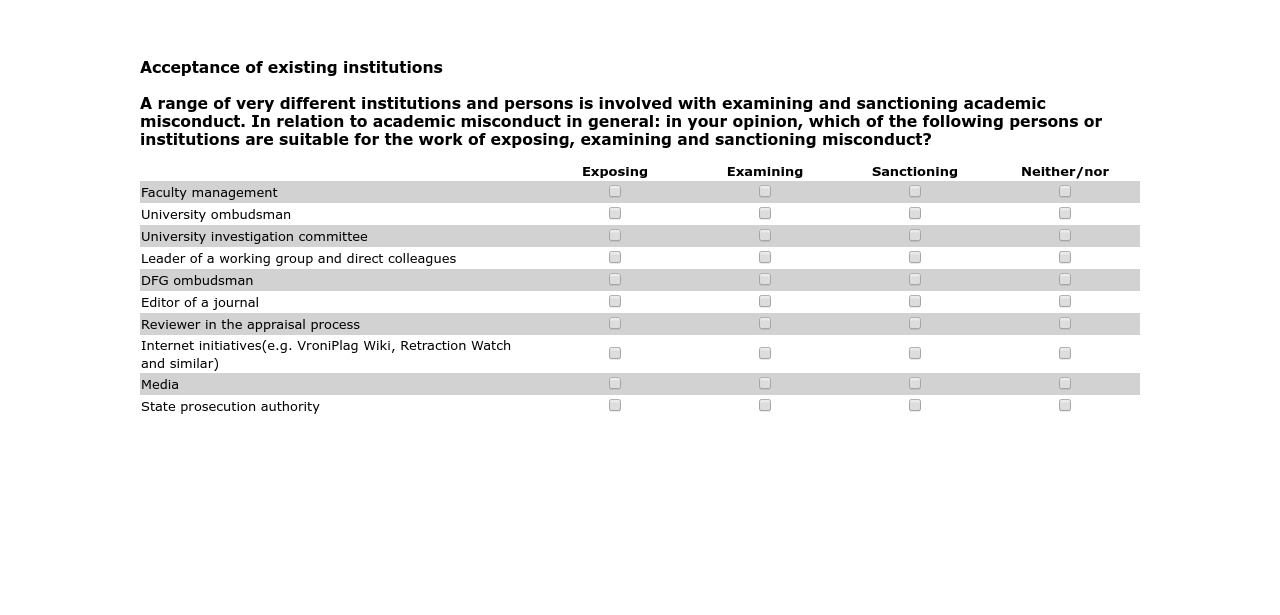 Acceptance of existing institutions
A range of very different institutions and persons is involved with examining and sanctioning academic
misconduct. In relation to academic misconduct in general: in your opinion, which of the following persons or
institutions are suitable for the work of exposing, examining and sanctioning misconduct?
Exposing Examining Sanctioning Neither/nor
Faculty management
University ombudsman
University investigation committee
Leader of a working group and direct colleagues
DFG ombudsman
Editor of a journal
Reviewer in the appraisal process
Internet initiatives(e.g. VroniPlag Wiki, Retraction Watch
and similar)
Media
State prosecution authority